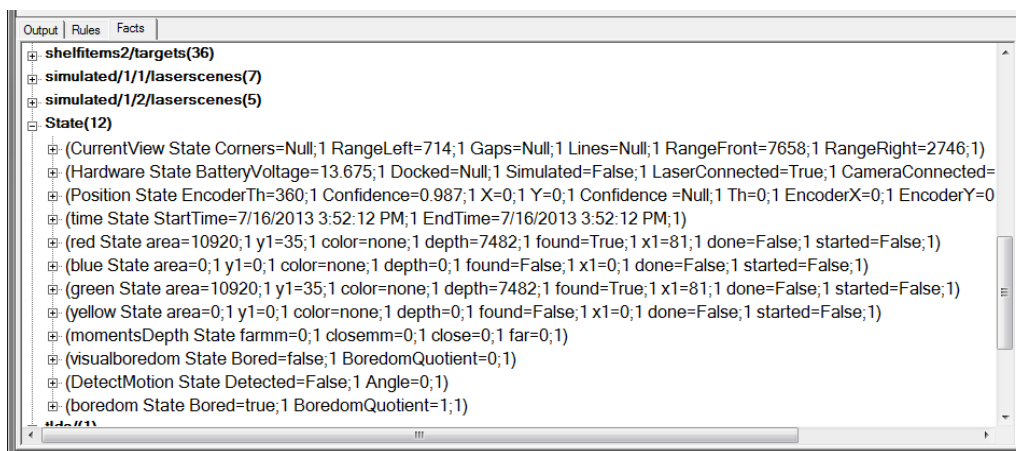 Output Rules Facts
shelfitems2/targets(36)
simulated/1/1/laserscenes(7)
simulated/1/2/laserscenes(5)
State(12)
(CurrentView State Corners=Null;1 RangeLeft=714;1 Gaps=Null;1 Lines=Null;1 RangeFront=7658;1 RangeRight=2746;1)
(Hardware State BatteryVoltage=13.675;1 Docked=Null;1 Simulated=False;1 LaserConnected=True;1 CameraConnected=
(Position State EncoderTh=360;1 Confidence=0.987;1 X=0;1 Y=0;1 Confidence =Null;1 Th=0;1 EncoderX=0;1 EncoderY=0
(time State StartTime=7/16/2013 3:52:12 PM;1 EndTime=7/16/2013 3:52:12 PM;1)
(red State area=10920;1 y1=35;1 color=none;1 depth=7482;1 found=True;1 x1=81;1 done=False;1 started=False;1)
(blue State area=0;1 y1=0;1 color=none;1 depth=0;1 found=False;1 x1=0;1 done=False;1 started=False;1)
(green State area=10920;1 y1=35;1 color=none;1 depth=7482;1 found=True;1 x1=81;1 done=False;1 started=False;1)
(yellow State area=0;1 y1=0;1 color=none;1 depth=0;1 found=False;1 x1=0;1 done=False;1 started=False;1)
(momentsDepth State farmm=0;1 closemm=0;1 close=0;1 far=0;1)
(visualboredom State Bored=false;1 BoredomQuotient=0;1)
(DetectMotion State Detected=False;1 Angle=0;1)
(boredom State Bored=true;1 BoredomQuotient=1;1)